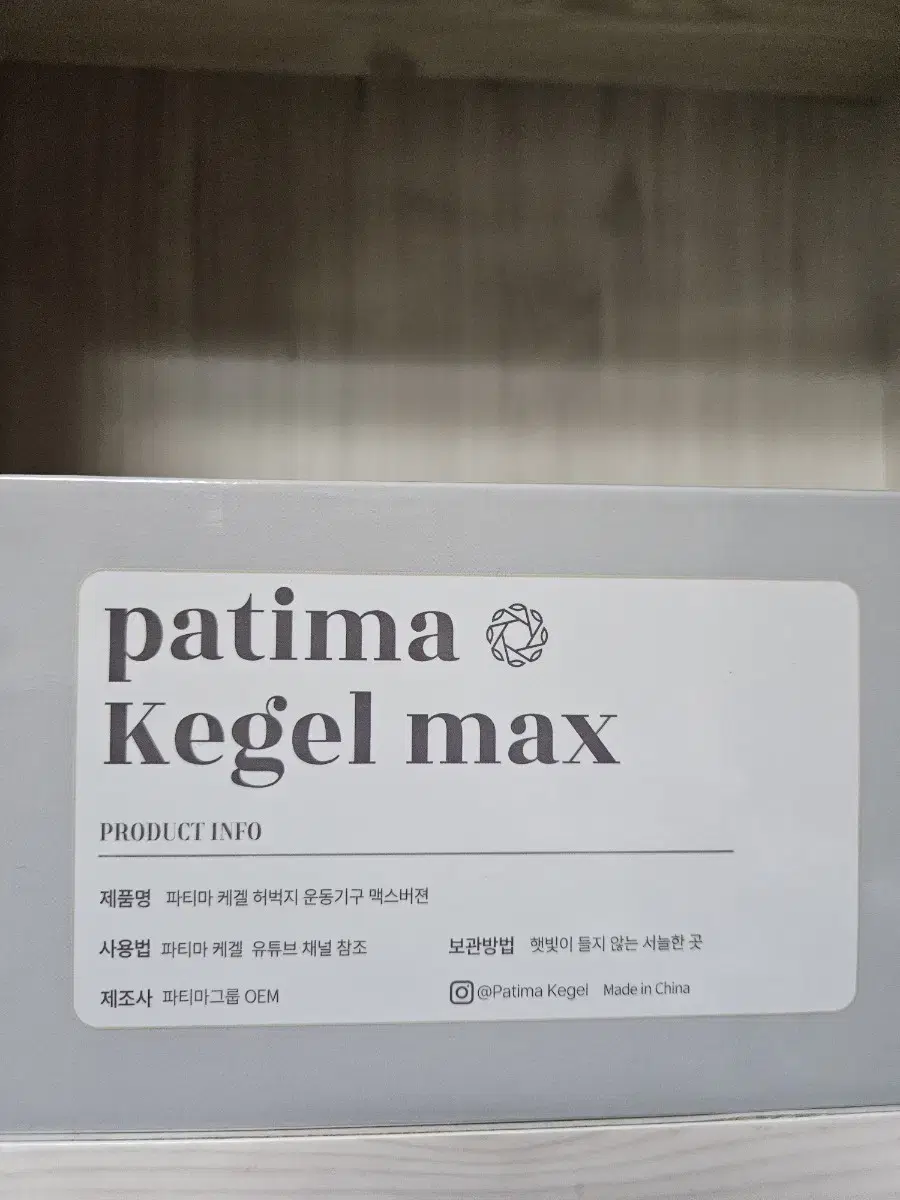 patima
Kegel max
PRODUCT INFO
제품명 파티마 케겔 허벅지 운동기구 맥스버젼
사용법 파티마 케겔 유튜브 채널 참조
보관방법 햇빛이 들지 않는 서늘한 곳
제조사 파티마그룹 OEM
@Patima Kegel Made in China